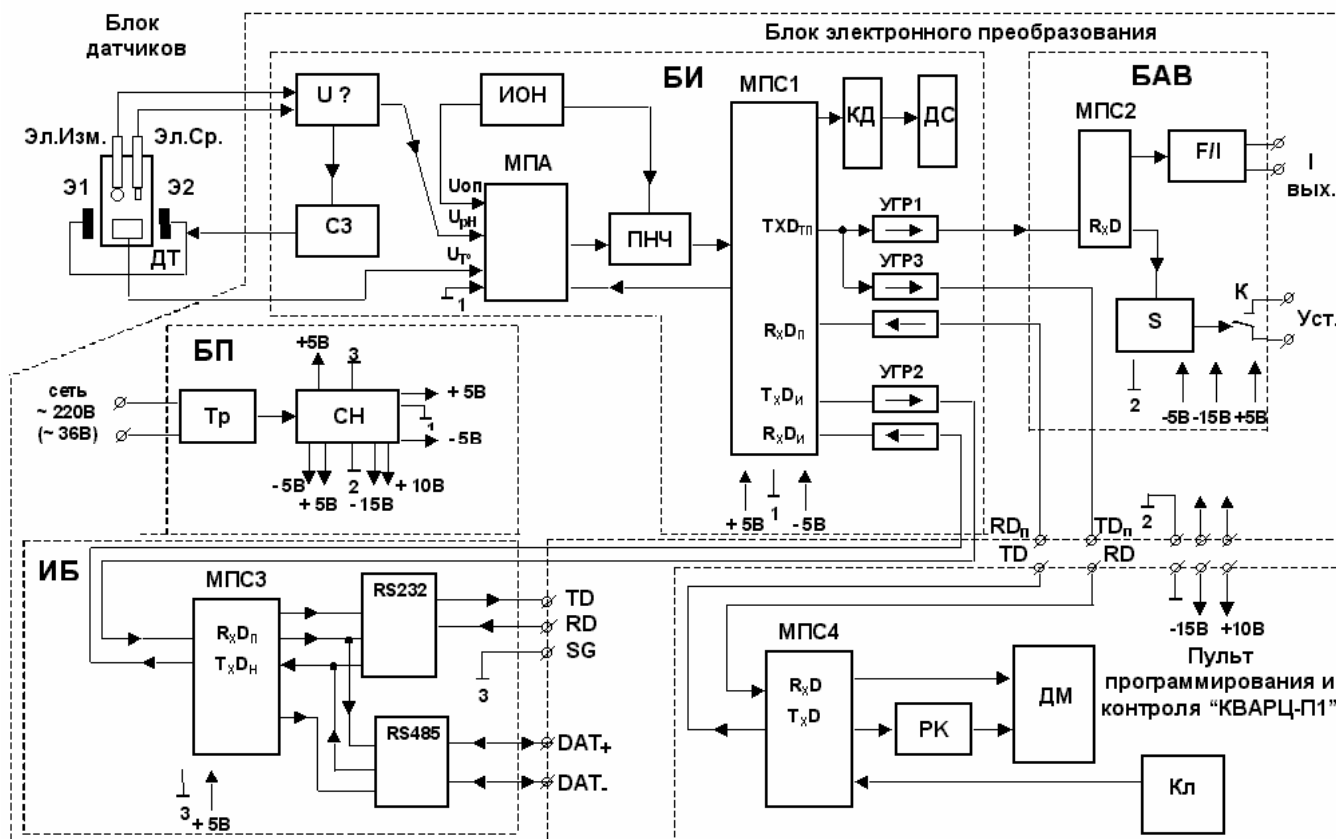 Блок
датчиков
Блок электронного преобразования
Эл.Изм.
Эл.Ср.
Э1
Э2
ДТ
БИ
U ?
ИОН
СЗ
МПА
Uоп
UрН
UТ°
1
ПНЧ
МПС1
TXDТП
RXDП
TXDИ
RXDИ
+ 5В
1
- 5В
КД
ДС
УГР1
УГР3
УГР2
БАВ
МПС2
RXD
F/I
I
вых.
S
К
Уст.
2
-5В
-15В
+5В
БП
сеть
~ 220В
(~ 36В)
Тр
СН
+5В
3
+ 5В
1
- 5В
- 5В
+ 5В
2
- 15В
+ 10В
ИБ
МПС3
RXDП
TXDН
3
+ 5В
RS232
RS485
TD
RD
SG
3
DAT+
DAT-
RDп
TDп
2
TD
RD
-15В
+10В
Пульт
программирования и
контроля “КВАРЦ-П1”
МПС4
RXD
TXD
РК
ДМ
Кл